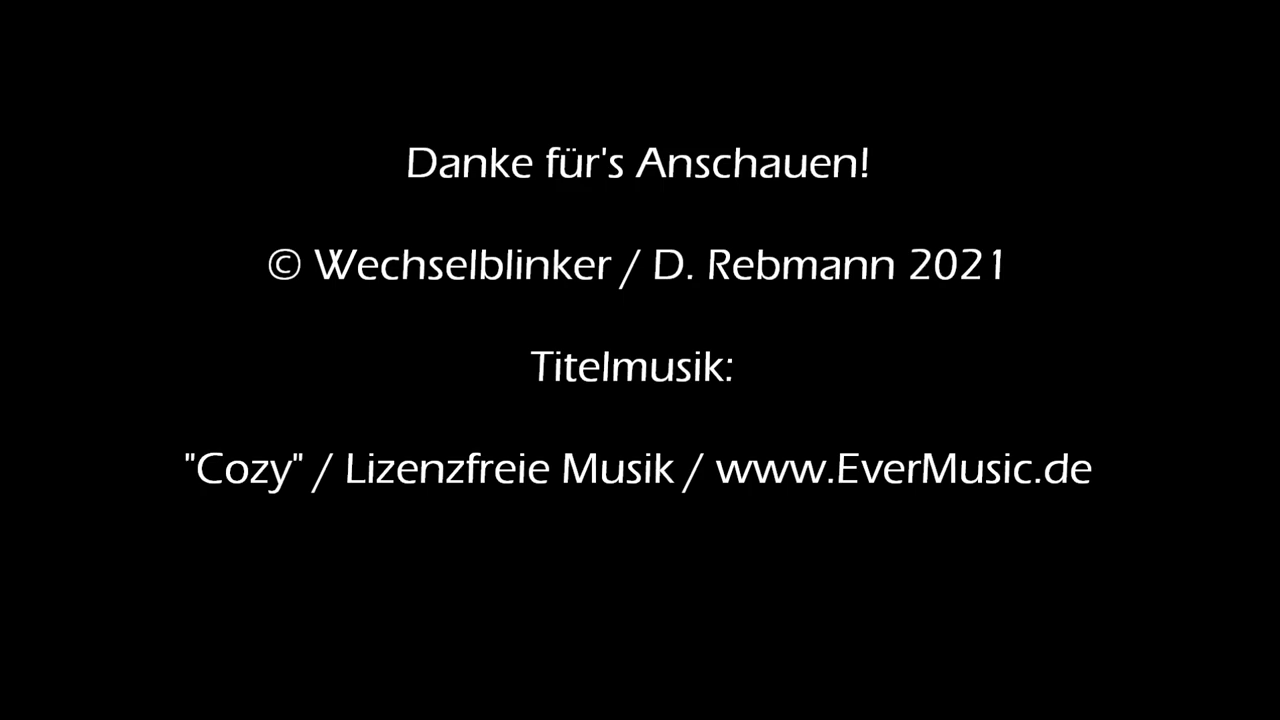 Danke für's Anschauen!
© Wechselblinker / D. Rebmann 2021
Titelmusik:
"Cozy" / Lizenzfreie Musik / www.EverMusic.de